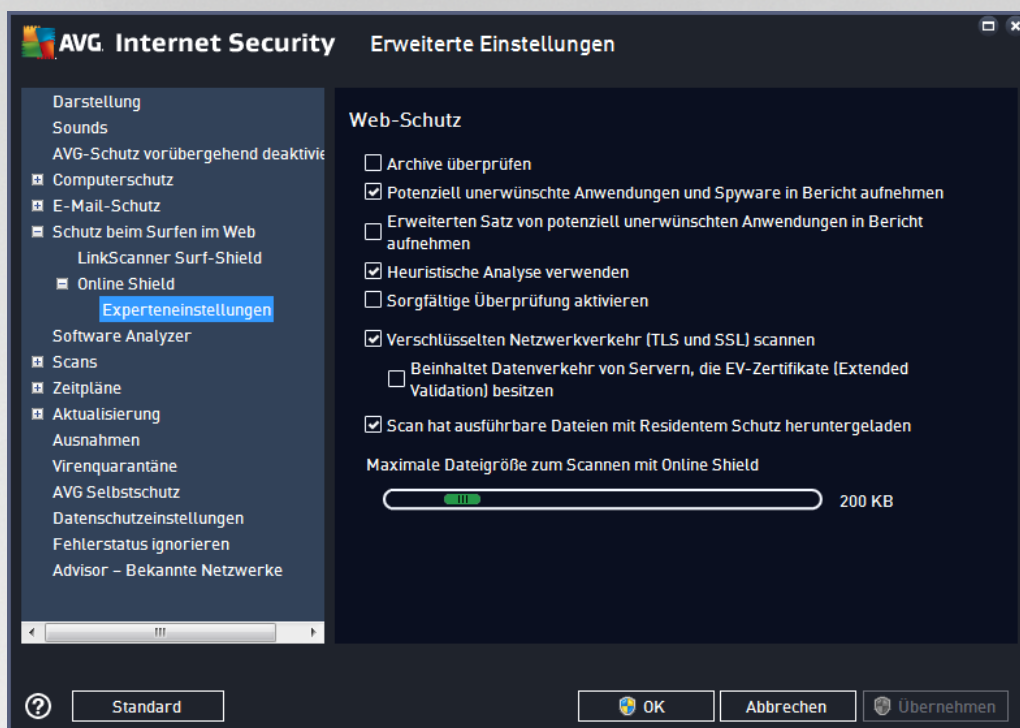 AVG. Internet Security Erweiterte Einstellungen
Darstellung
Sounds
AVG-Schutz vorübergehend deaktivie
Computerschutz
E-Mail-Schutz
Schutz beim Surfen im Web
LinkScanner Surf-Shield
Online Shield
Experteneinstellungen
Software Analyzer
Scans
Zeitpläne
Aktualisierung
Ausnahmen
Virenquarantäne
AVG Selbstschutz
Datenschutzeinstellungen
Fehlerstatus ignorieren
Advisor – Bekannte Netzwerke
Web-Schutz
Archive überprüfen
Potenziell unerwünschte Anwendungen und Spyware in Bericht aufnehmen
Erweiterten Satz von potenziell unerwünschten Anwendungen in Bericht
aufnehmen
Heuristische Analyse verwenden
Sorgfältige Überprüfung aktivieren
Verschlüsselten Netzwerkverkehr (TLS und SSL) scannen
Beinhaltet Datenverkehr von Servern, die EV-Zertifikate (Extended
Validation) besitzen
Scan hat ausführbare Dateien mit Residentem Schutz heruntergeladen
Maximale Dateigröße zum Scannen mit Online Shield
200 KB
Standard
OK
Abbrechen
Übernehmen